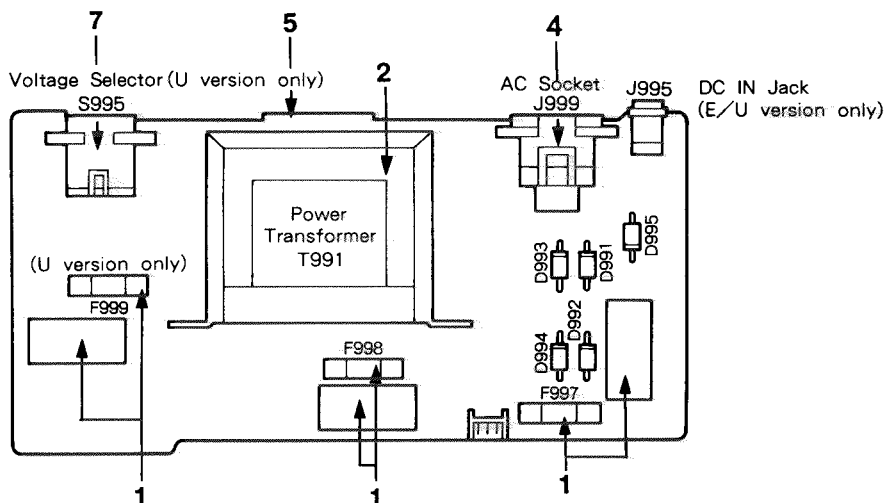 7
5
4
Voltage Selector (U version only)
2
AC Socket
J995
DC IN Jack
S995
J999
(E/U version only)
Power
Transformer
T991
D995
D993
D991
(U version only)
F999
D992
F998
D994
F997
1
1
1